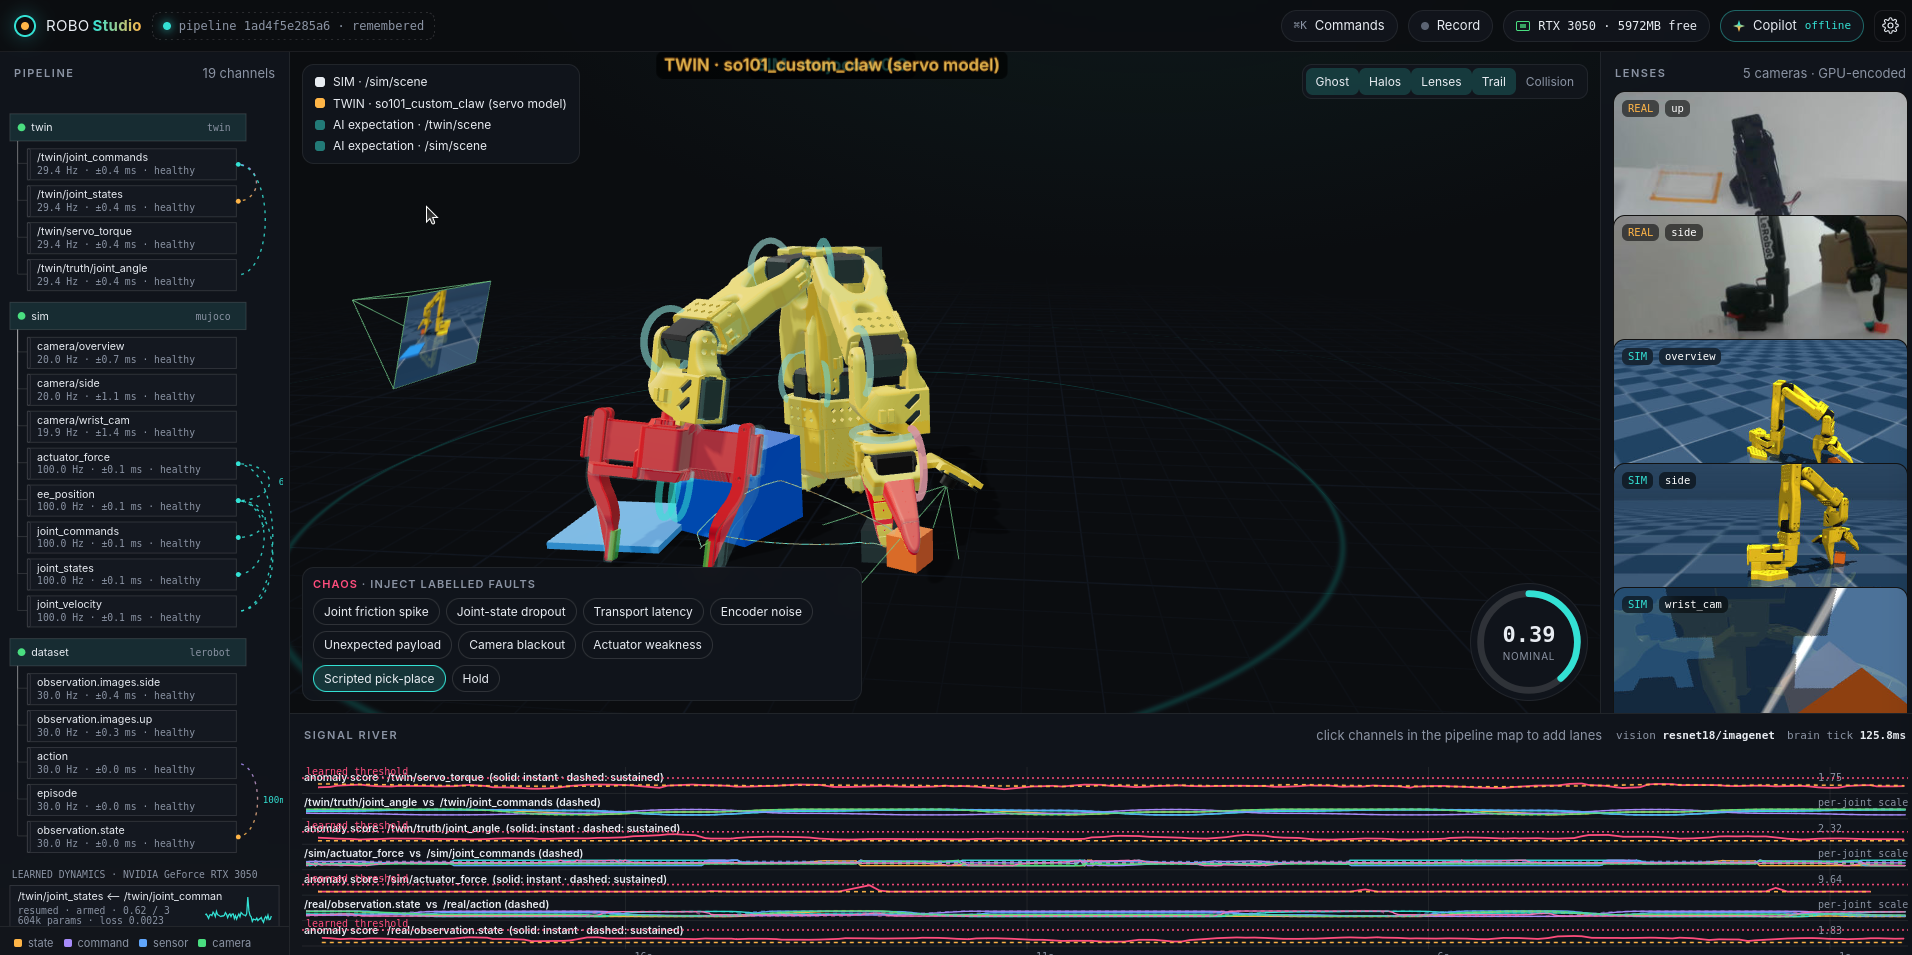 ROBO Studio
pipeline 1ad4f5e285a6 · remembered
⌘K Commands
Record
RTX 3050 · 5972MB free
Copilot offline
PIPELINE
19 channels
twin
twin
/twin/joint_commands
29.4 Hz · ±0.4 ms · healthy
/twin/joint_states
29.4 Hz · ±0.4 ms · healthy
/twin/servo_torque
29.4 Hz · ±0.4 ms · healthy
/twin/truth/joint_angle
29.4 Hz · ±0.4 ms · healthy
sim
mujoco
camera/overview
20.0 Hz · ±0.7 ms · healthy
camera/side
20.0 Hz · ±1.1 ms · healthy
camera/wrist_cam
19.9 Hz · ±1.4 ms · healthy
actuator_force
100.0 Hz · ±0.1 ms · healthy
ee_position
100.0 Hz · ±0.1 ms · healthy
joint_commands
100.0 Hz · ±0.1 ms · healthy
joint_states
100.0 Hz · ±0.1 ms · healthy
joint_velocity
100.0 Hz · ±0.1 ms · healthy
6
dataset
lerobot
observation.images.side
30.0 Hz · ±0.4 ms · healthy
observation.images.up
30.0 Hz · ±0.3 ms · healthy
action
30.0 Hz · ±0.0 ms · healthy
episode
30.0 Hz · ±0.0 ms · healthy
100m
observation.state
30.0 Hz · ±0.0 ms · healthy
LEARNED DYNAMICS · NVIDIA GeForce RTX 3050
/twin/joint_states <— /twin/joint_comman
resumed · armed · 0.62 / 3
604k params · loss 0.0023
state
command
sensor
camera
TWIN · so101_custom_claw (servo model)
SIM · /sim/scene
TWIN · so101_custom_claw (servo model)
AI expectation · /twin/scene
AI expectation · /sim/scene
Ghost
Halos
Lenses
Trail
Collision
CHAOS · INJECT LABELLED FAULTS
Joint friction spike
Joint-state dropout
Transport latency
Encoder noise
Unexpected payload
Camera blackout
Actuator weakness
Scripted pick-place
Hold
0.39
NOMINAL
LENSES
5 cameras · GPU-encoded
REAL up
REAL side
SIM overview
SIM side
SIM wrist_cam
SIGNAL RIVER
click channels in the pipeline map to add lanes
vision resnet18/imagenet
brain tick 125.8ms
learned threshold
anomaly score · /twin/servo_torque (solid: instant · dashed: sustained)
1.75
/twin/truth/joint_angle vs /twin/joint_commands (dashed)
per-joint scale
learned threshold
anomaly score · /twin/truth/joint_angle (solid: instant · dashed: sustained)
2.32
/sim/actuator_force vs /sim/joint_commands (dashed)
per-joint scale
learned threshold
anomaly score · /sim/actuator_force (solid: instant · dashed: sustained)
9.64
/real/observation.state vs /real/action (dashed)
per-joint scale
learned threshold
anomaly score · /real/observation.state (solid: instant · dashed: sustained)
1.83